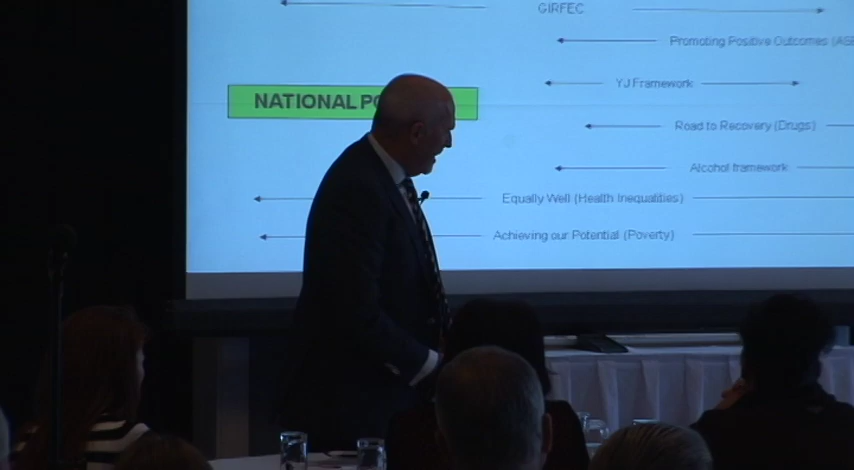 GIRFEC
Promoting Positive Outcomes
YJ Framework
NATIONAL
Road to Recovery (Drugs)
Alcohol framework
Equally Well (Health Inequalities)
Achieving our Potential (Poverty)